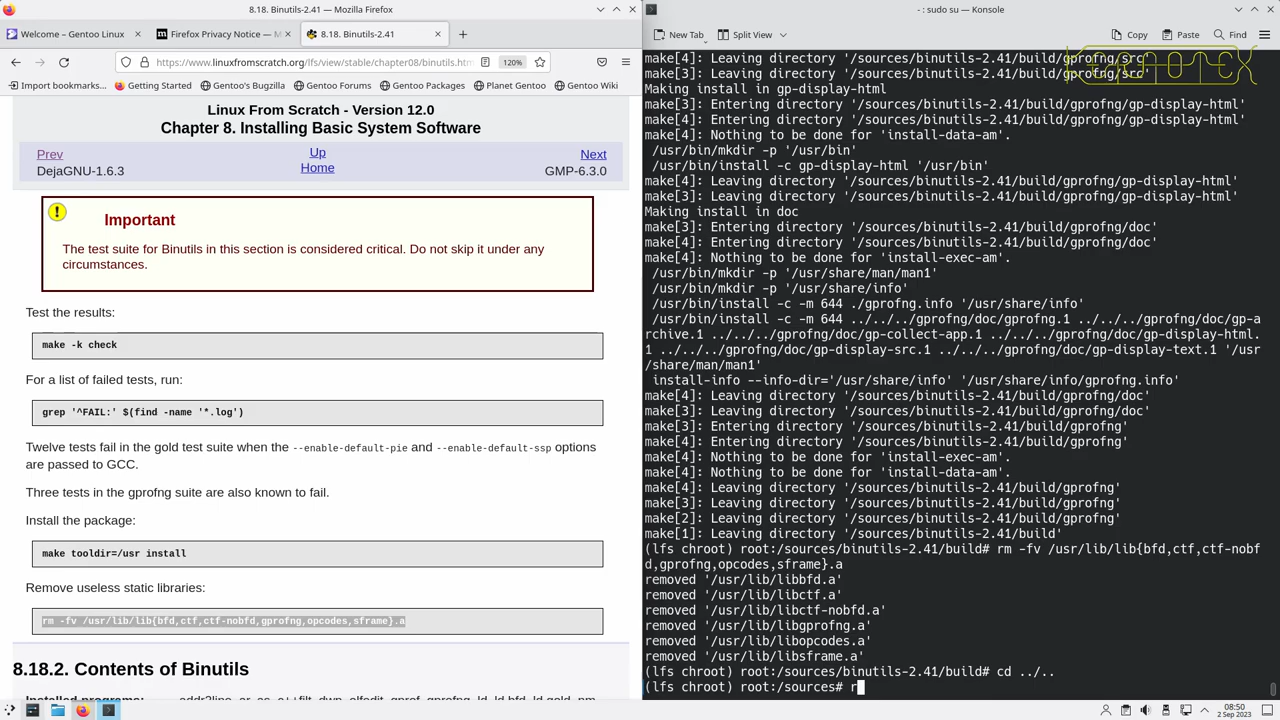 8.18. Binutils-2.41 — Mozilla Firefox
Welcome – Gentoo Linux
Firefox Privacy Notice — M
8.18. Binutils-2.41
https://www.linuxfromscratch.org/lfs/view/stable/chapter08/binutils.htm
120%
Import bookmarks...
Getting Started
Gentoo's Bugzilla
Gentoo Forums
Gentoo Packages
Planet Gentoo
Gentoo Wiki
Linux From Scratch - Version 12.0
Chapter 8. Installing Basic System Software
Prev
Up
Next
DejaGNU-1.6.3
Home
GMP-6.3.0
Important
The test suite for Binutils in this section is considered critical. Do not skip it under any
circumstances.
Test the results:
make -k check
For a list of failed tests, run:
grep '^FAIL:' $(find -name '*.log')
Twelve tests fail in the gold test suite when the --enable-default-pie and --enable-default-ssp options
are passed to GCC.
Three tests in the gprofng suite are also known to fail.
Install the package:
make tooldir=/usr install
Remove useless static libraries:
rm -fv /usr/lib/lib{bfd,ctf,ctf-nobfd,gprofng,opcodes,sframe}.a
8.18.2. Contents of Binutils
- : sudo su — Konsole
New Tab
Split View
Copy
Paste
Find
make[4]: Leaving directory '/sources/binutils-2.41/build/gprofng/src'
make[3]: Leaving directory '/sources/binutils-2.41/build/gprofng/src'
Making install in gp-display-html
make[3]: Entering directory '/sources/binutils-2.41/build/gprofng/gp-display-html'
make[4]: Entering directory '/sources/binutils-2.41/build/gprofng/gp-display-html'
make[4]: Nothing to be done for 'install-data-am'.
/usr/bin/mkdir -p '/usr/bin'
/usr/bin/install -c gp-display-html '/usr/bin'
make[4]: Leaving directory '/sources/binutils-2.41/build/gprofng/gp-display-html'
make[3]: Leaving directory '/sources/binutils-2.41/build/gprofng/gp-display-html'
Making install in doc
make[3]: Entering directory '/sources/binutils-2.41/build/gprofng/doc'
make[4]: Entering directory '/sources/binutils-2.41/build/gprofng/doc'
make[4]: Nothing to be done for 'install-exec-am'.
/usr/bin/mkdir -p '/usr/share/man/man1'
/usr/bin/mkdir -p '/usr/share/info'
/usr/bin/install -c -m 644 ./gprofng.info '/usr/share/info'
/usr/bin/install -c -m 644 ../../../gprofng/doc/gprofng.1 ../../../gprofng/doc/gp-a
rchive.1 ../../../gprofng/doc/gp-collect-app.1 ../../../gprofng/doc/gp-display-html.
1 ../../../gprofng/doc/gp-display-src.1 ../../../gprofng/doc/gp-display-text.1 '/usr
/share/man/man1'
install-info --info-dir='/usr/share/info' '/usr/share/info/gprofng.info'
make[4]: Leaving directory '/sources/binutils-2.41/build/gprofng/doc'
make[3]: Leaving directory '/sources/binutils-2.41/build/gprofng/doc'
make[3]: Entering directory '/sources/binutils-2.41/build/gprofng'
make[4]: Entering directory '/sources/binutils-2.41/build/gprofng'
make[4]: Nothing to be done for 'install-exec-am'.
make[4]: Nothing to be done for 'install-data-am'.
make[4]: Leaving directory '/sources/binutils-2.41/build/gprofng'
make[3]: Leaving directory '/sources/binutils-2.41/build/gprofng'
make[2]: Leaving directory '/sources/binutils-2.41/build/gprofng'
make[1]: Leaving directory '/sources/binutils-2.41/build'
(lfs chroot) root:/sources/binutils-2.41/build# rm -fv /usr/lib/lib{bfd,ctf,ctf-nobf
d,gprofng,opcodes,sframe}.a
removed '/usr/lib/libbfd.a'
removed '/usr/lib/libctf.a'
removed '/usr/lib/libctf-nobfd.a'
removed '/usr/lib/libgprofng.a'
removed '/usr/lib/libopcodes.a'
removed '/usr/lib/libsframe.a'
(lfs chroot) root:/sources/binutils-2.41/build# cd ../..
(lfs chroot) root:/sources# r
08:50
2 Sep 2023